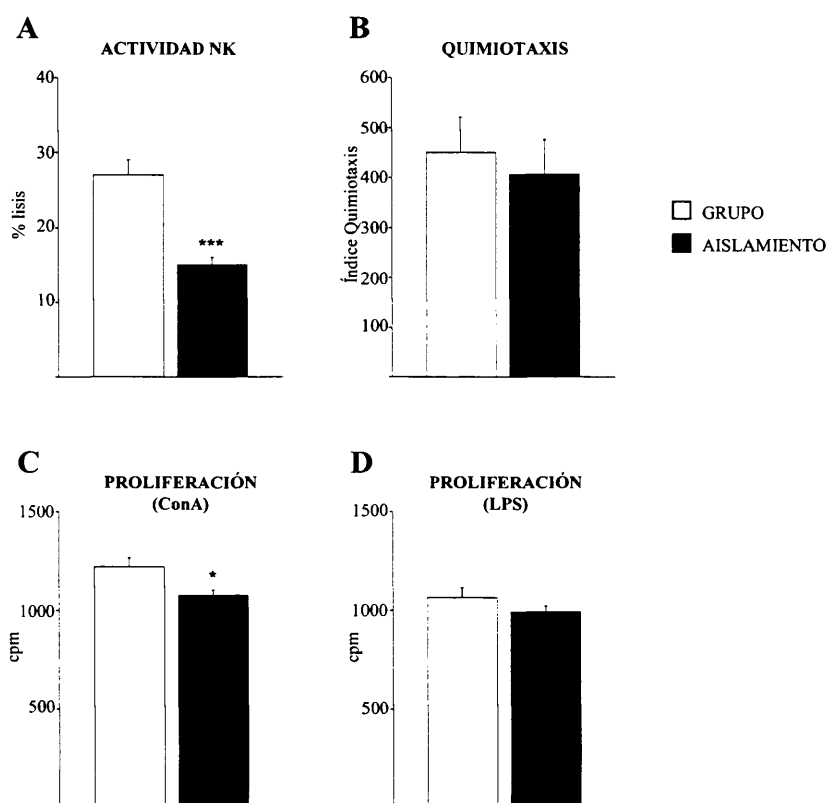 A
ACTIVIDAD NK
40
30
20
10
% lisis
***
B
QUIMIOTAXIS
600
500
400
300
200
100
Índice Quimiotaxis
GRUPO
AISLAMIENTO
C
PROLIFERACIÓN
(ConA)
1500
1000
500
cpm
*
D
PROLIFERACIÓN
(LPS)
1500
1000
500
cpm